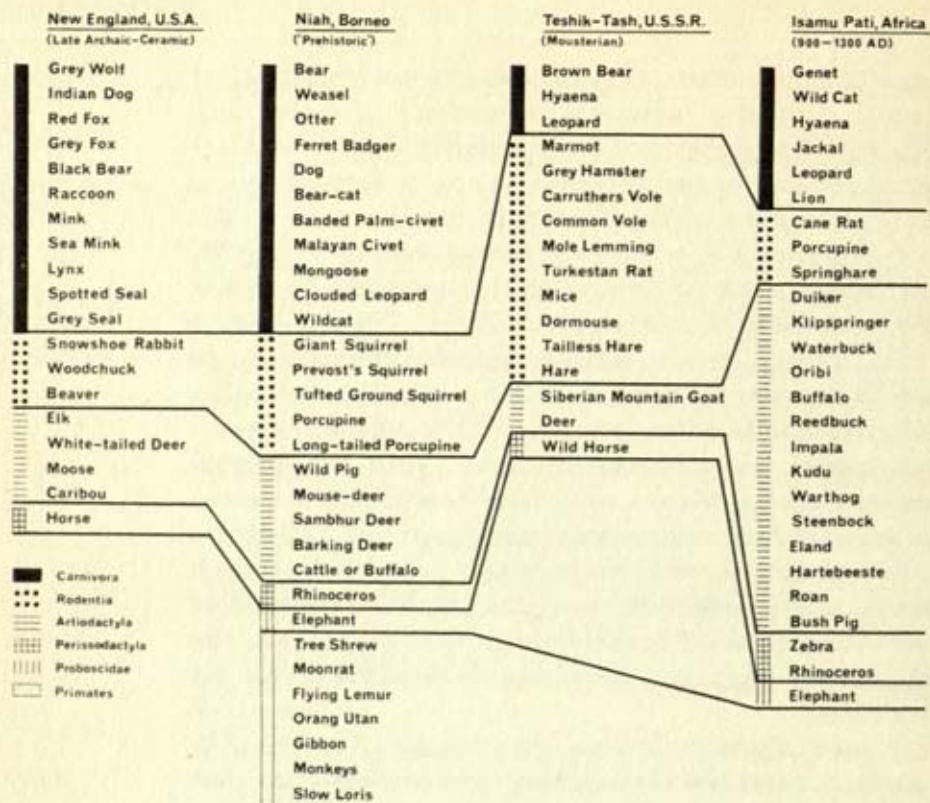 New England, U.S.A.
(Late Archaic-Ceramic)
Grey Wolf
Indian Dog
Red Fox
Grey Fox
Black Bear
Raccoon
Mink
Sea Mink
Lynx
Spotted Seal
Grey Seal
Snowshoe Rabbit
Woodchuck
Beaver
Elk
White-tailed Deer
Moose
Caribou
Horse
Carnivora
Rodentia
Artiodactyla
Perissodactyla
Proboscidae
Primates
Niah, Borneo
("Prehistoric")
Bear
Weasel
Otter
Ferret Badger
Dog
Bear-cat
Banded Palm-civet
Malayan Civet
Mongoose
Clouded Leopard
Wildcat
Giant Squirrel
Prevost's Squirrel
Tufted Ground Squirrel
Porcupine
Long-tailed Porcupine
Wild Pig
Mouse-deer
Sambhur Deer
Barking Deer
Cattle or Buffalo
Rhinoceros
Elephant
Tree Shrew
Moonrat
Flying Lemur
Orang Utan
Gibbon
Monkeys
Slow Loris
Teshik-Tash, U.S.S.R.
(Mousterian)
Brown Bear
Hyaena
Leopard
Marmot
Grey Hamster
Carruthers Vole
Common Vole
Mole Lemming
Turkestan Rat
Mice
Dormouse
Tailless Hare
Hare
Siberian Mountain Goat
Deer
Wild Horse
Isamu Pati, Africa
(900-1300 AD)
Genet
Wild Cat
Hyaena
Jackal
Leopard
Lion
Cane Rat
Porcupine
Springhare
Duiker
Klipspringer
Waterbuck
Oribi
Buffalo
Reedbuck
Impala
Kudu
Warthog
Steenbock
Eland
Hartebeeste
Roan
Bush Pig
Zebra
Rhinoceros
Elephant